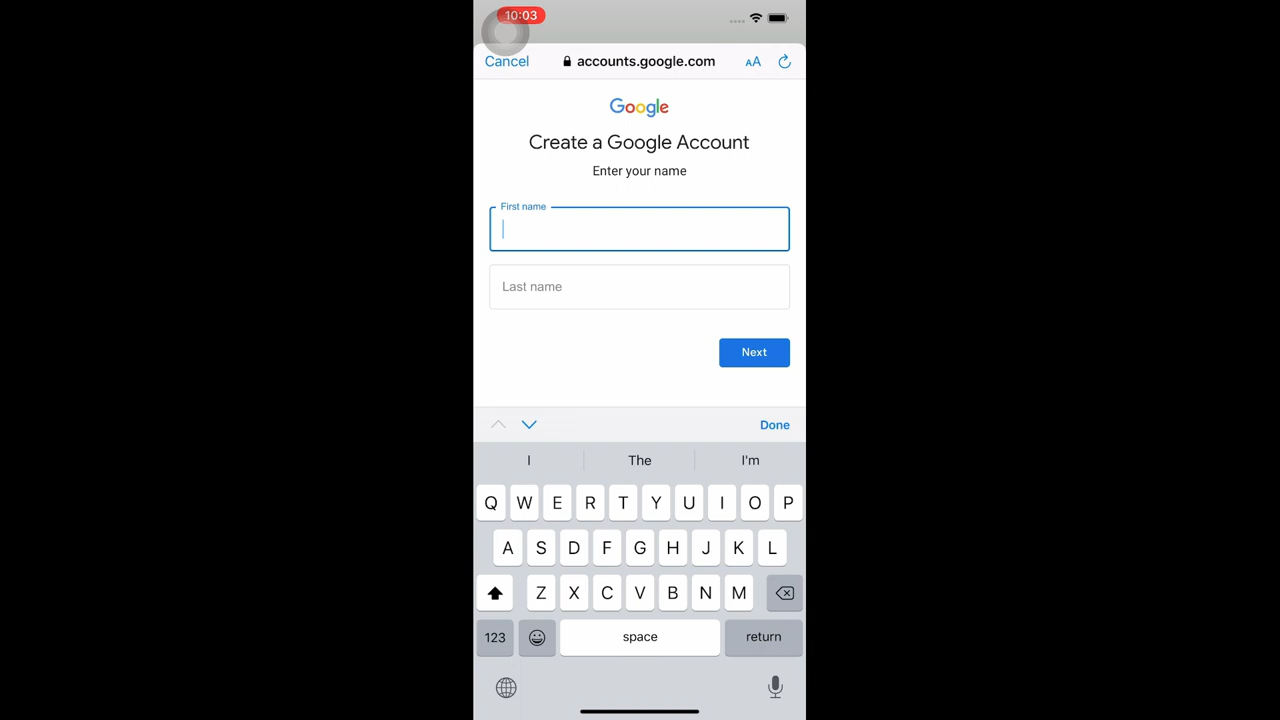 10:03
Cancel accounts.google.com AA
Google
Create a Google Account
Enter your name
First name
Last name
Next
Done
I The I'm
Q W E R T Y U I O P
A S D F G H J K L
Z X C V B N M
123 space return